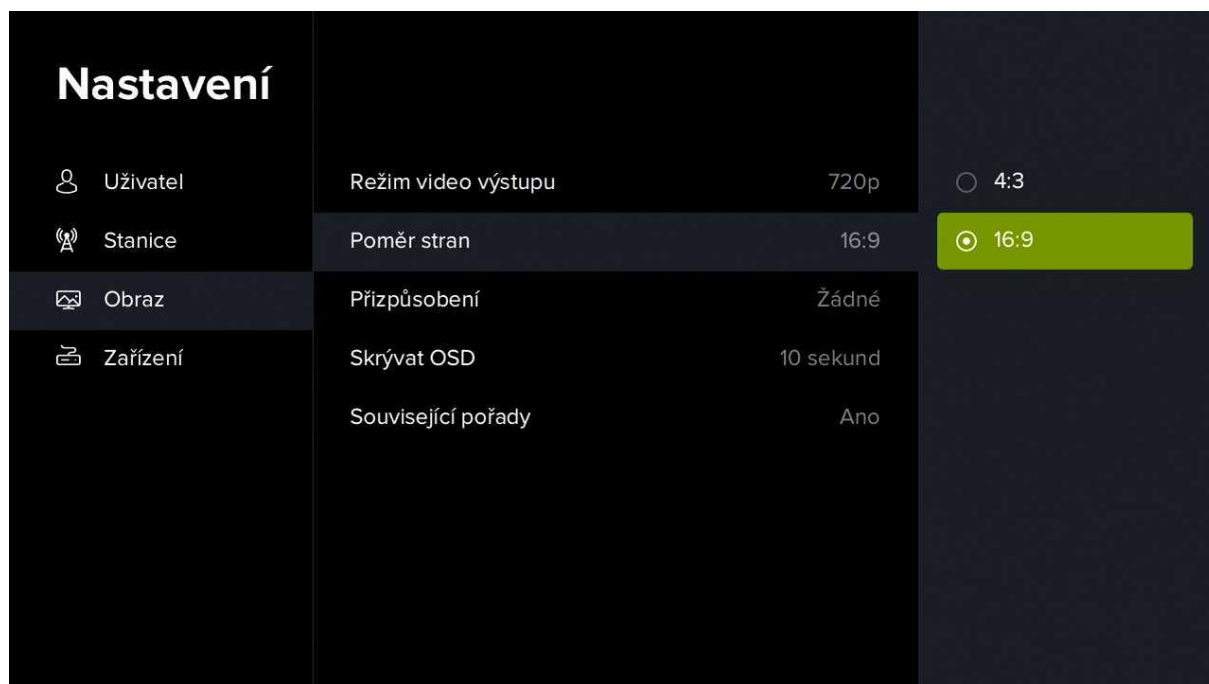 Nastavení
Uživatel
Stanice
Obraz
Zařízení
Režim video výstupu 720p
Poměr stran 16:9
Přizpůsobení Žádné
Skrývat OSD 10 sekund
Související pořady Ano
4:3
16:9